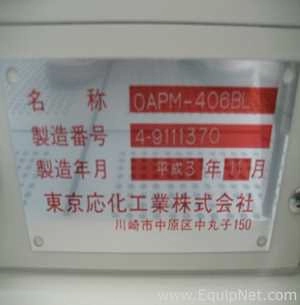 名称 OAPM-406BL
製造番号 4-9111370
製造年月 平成3年11月
東京応化工業株式会社
川崎市中原区中丸子150
© www.EquipNet.com